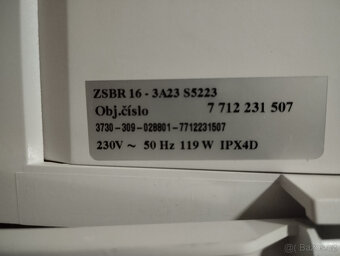 ZSBR 16 - 3A23 S5223
Obj.číslo 7 712 231 507
3730-309-028801-7712231507
230V ~ 50 Hz 119 W IPX4D